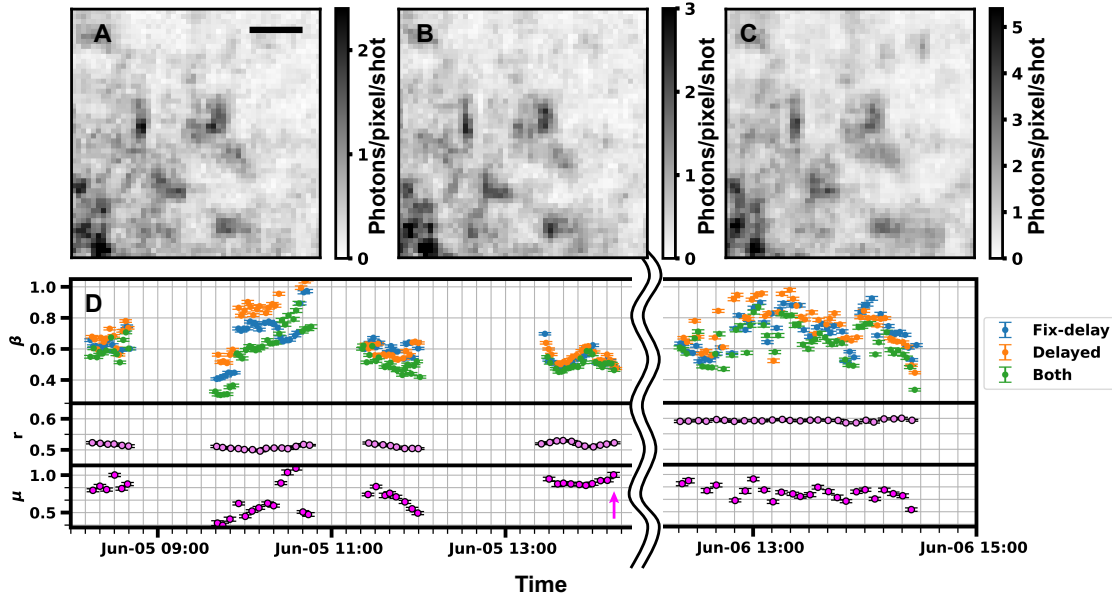 A
2
1
0
Photons/pixel/shot
B
3
2
1
0
Photons/pixel/shot
C
5
4
3
2
1
0
Photons/pixel/shot
D
1.0
0.8
0.6
0.4
β
0.6
0.5
r
1.0
0.5
μ
Fix-delay
Delayed
Both
Jun-05 09:00
Jun-05 11:00
Jun-05 13:00
Jun-06 13:00
Jun-06 15:00
Time